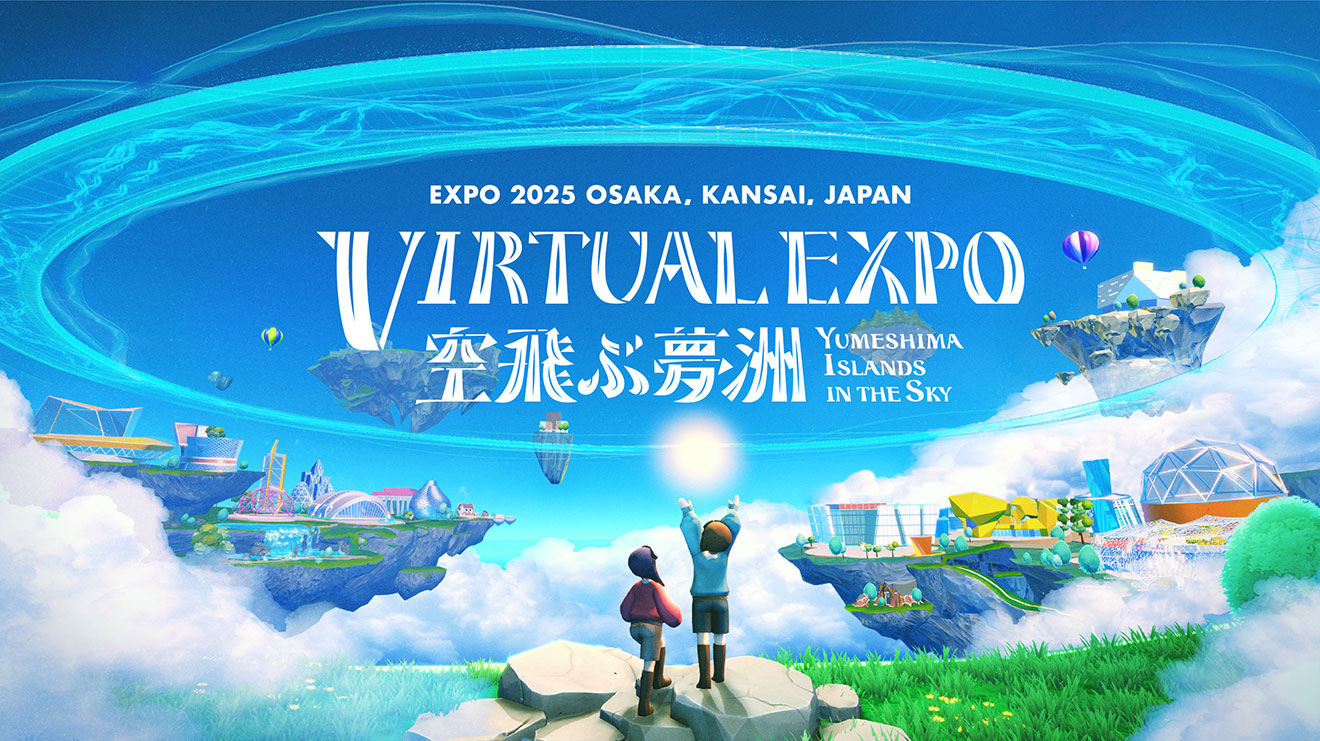 EXPO 2025 OSAKA, KANSAI, JAPAN
VIRTUAL EXPO
空飛ぶ夢洲
YUMESHIMA
ISLANDS
IN THE SKY